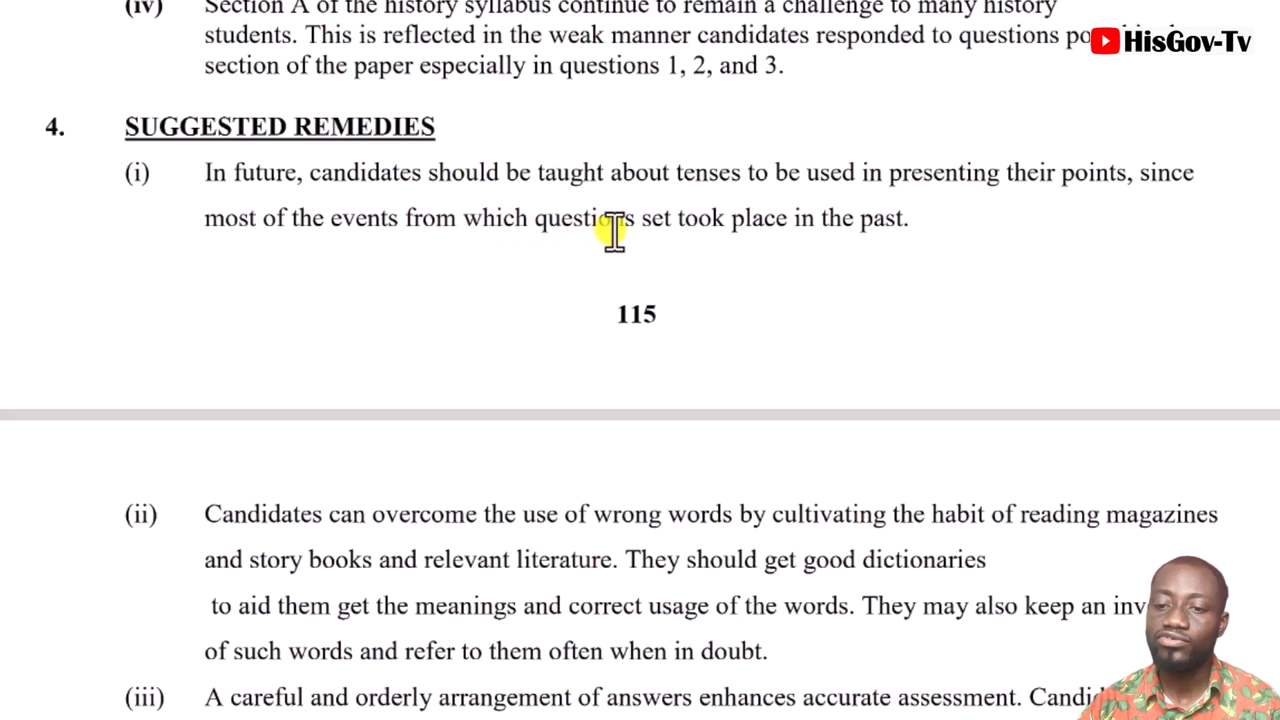 (iv) Section A of the history syllabus continue to remain a challenge to many history
students. This is reflected in the weak manner candidates responded to questions
HisGov-Tv
section of the paper especially in questions 1, 2, and 3.
4. SUGGESTED REMEDIES
(i) In future, candidates should be taught about tenses to be used in presenting their points, since
most of the events from which questions set took place in the past.
115
(ii) Candidates can overcome the use of wrong words by cultivating the habit of reading magazines
and story books and relevant literature. They should get good dictionaries
to aid them get the meanings and correct usage of the words. They may also keep an
of such words and refer to them often when in doubt.
(iii) A careful and orderly arrangement of answers enhances accurate assessment.